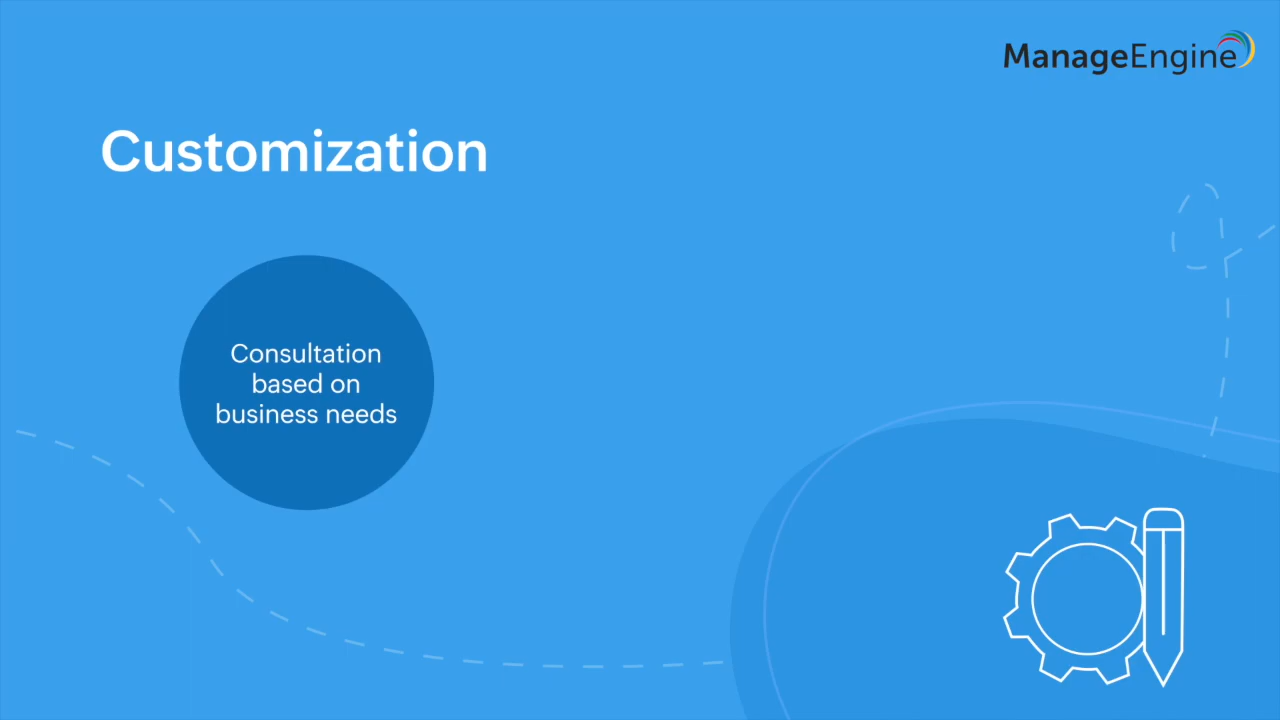 ManageEngine
Customization
Consultation
based on
business needs